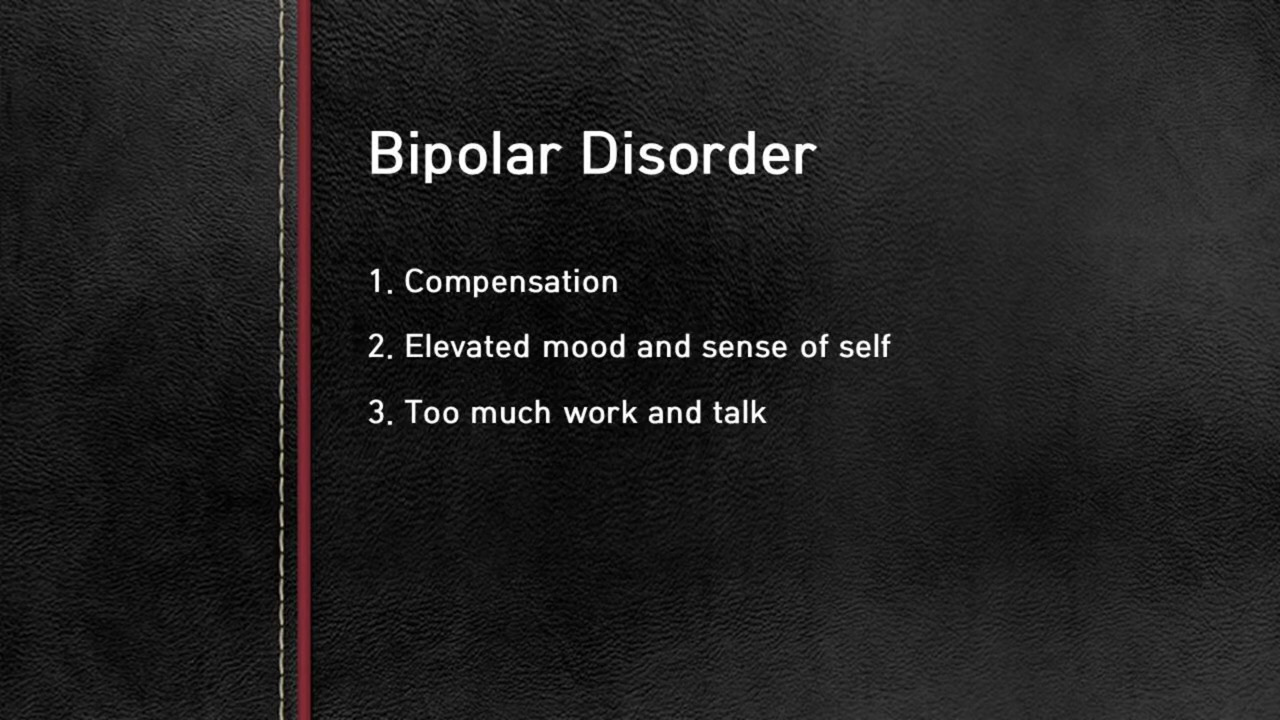 Bipolar Disorder
1. Compensation
2. Elevated mood and sense of self
3. Too much work and talk